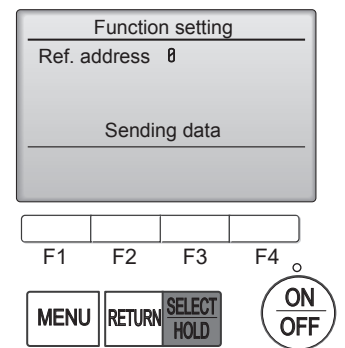 Function setting
Ref. address 0
Sending data
F1 F2 F3 F4
MENU RETURN SELECT HOLD ON OFF